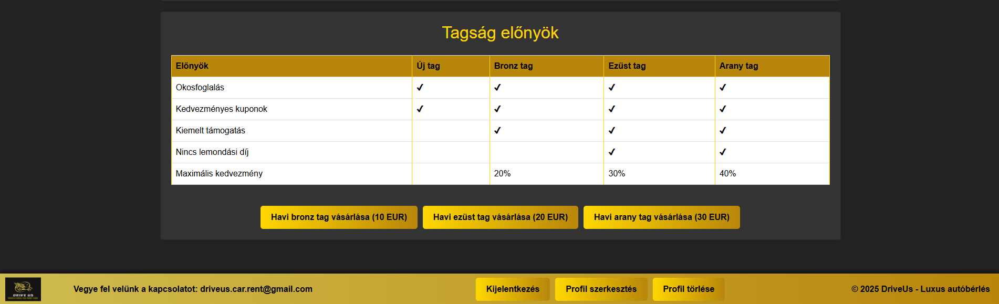 Tagság előnyök
Előnyök Új tag Bronz tag Ezüst tag Arany tag
Okosfoglalás ✔ ✔ ✔ ✔
Kedvezményes kuponok ✔ ✔ ✔ ✔
Kiemelt támogatás ✔ ✔ ✔
Nincs lemondási díj ✔ ✔
Maximális kedvezmény 20% 30% 40%
Havi bronz tag vásárlása (10 EUR) Havi ezüst tag vásárlása (20 EUR) Havi arany tag vásárlása (30 EUR)
DRIVE US
Vegye fel velünk a kapcsolatot: driveus.car.rent@gmail.com Kijelentkezés Profil szerkesztés Profil törlése © 2025 DriveUs - Luxus autóbérlés